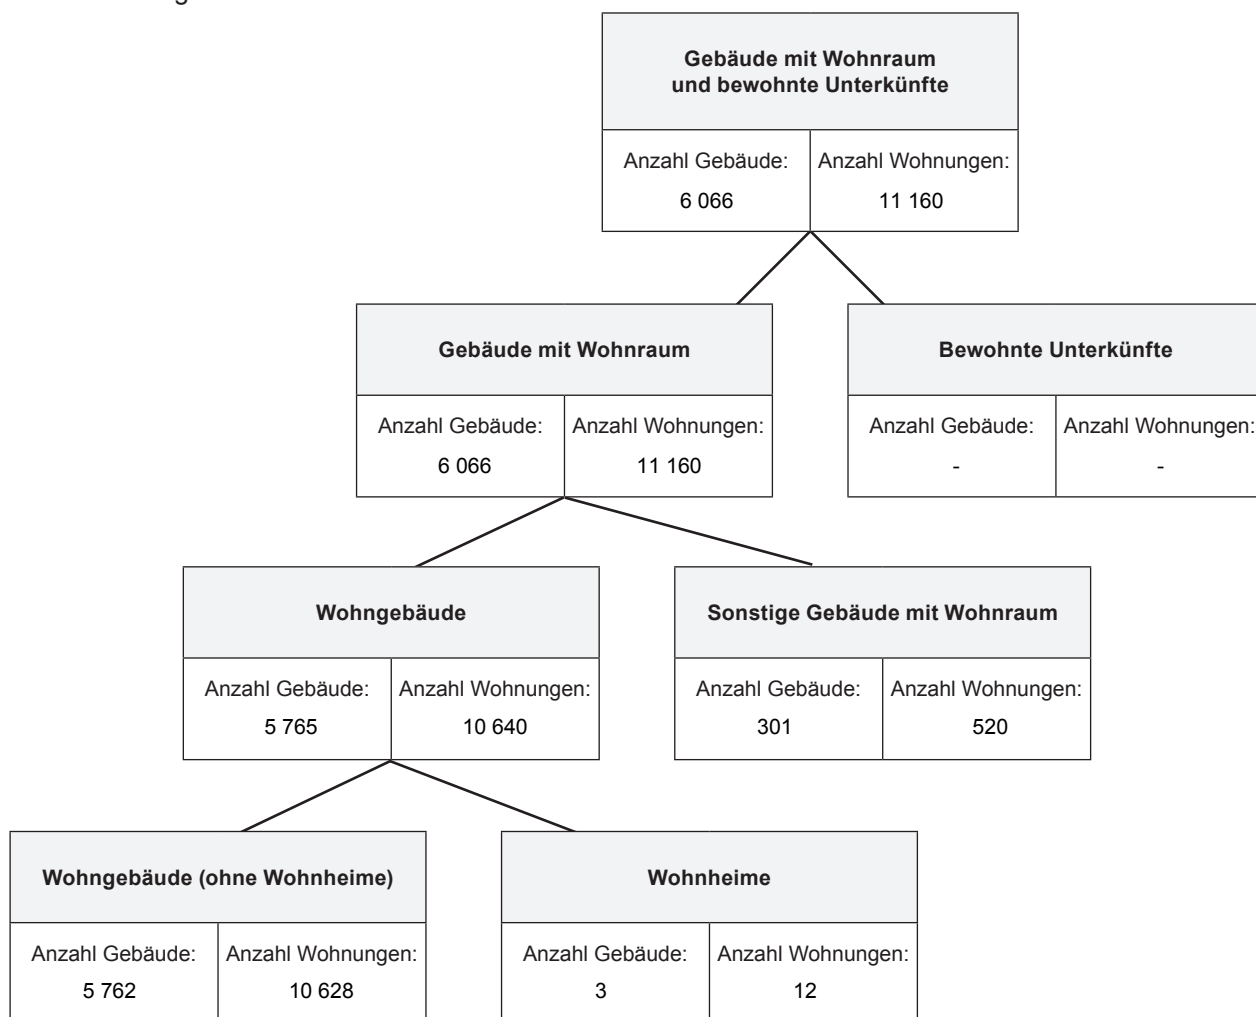 Gebäude mit Wohnraum
und bewohnte Unterkünfte
Anzahl Gebäude: Anzahl Wohnungen:
6 066 11 160
Gebäude mit Wohnraum Bewohnte Unterkünfte
Anzahl Gebäude: Anzahl Wohnungen: Anzahl Gebäude: Anzahl Wohnungen:
6 066 11 160 - -
Wohngebäude Sonstige Gebäude mit Wohnraum
Anzahl Gebäude: Anzahl Wohnungen: Anzahl Gebäude: Anzahl Wohnungen:
5 765 10 640 301 520
Wohngebäude (ohne Wohnheime) Wohnheime
Anzahl Gebäude: Anzahl Wohnungen: Anzahl Gebäude: Anzahl Wohnungen:
5 762 10 628 3 12